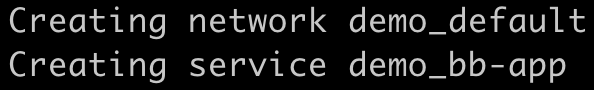 Creating network demo_default
Creating service demo_bb-app